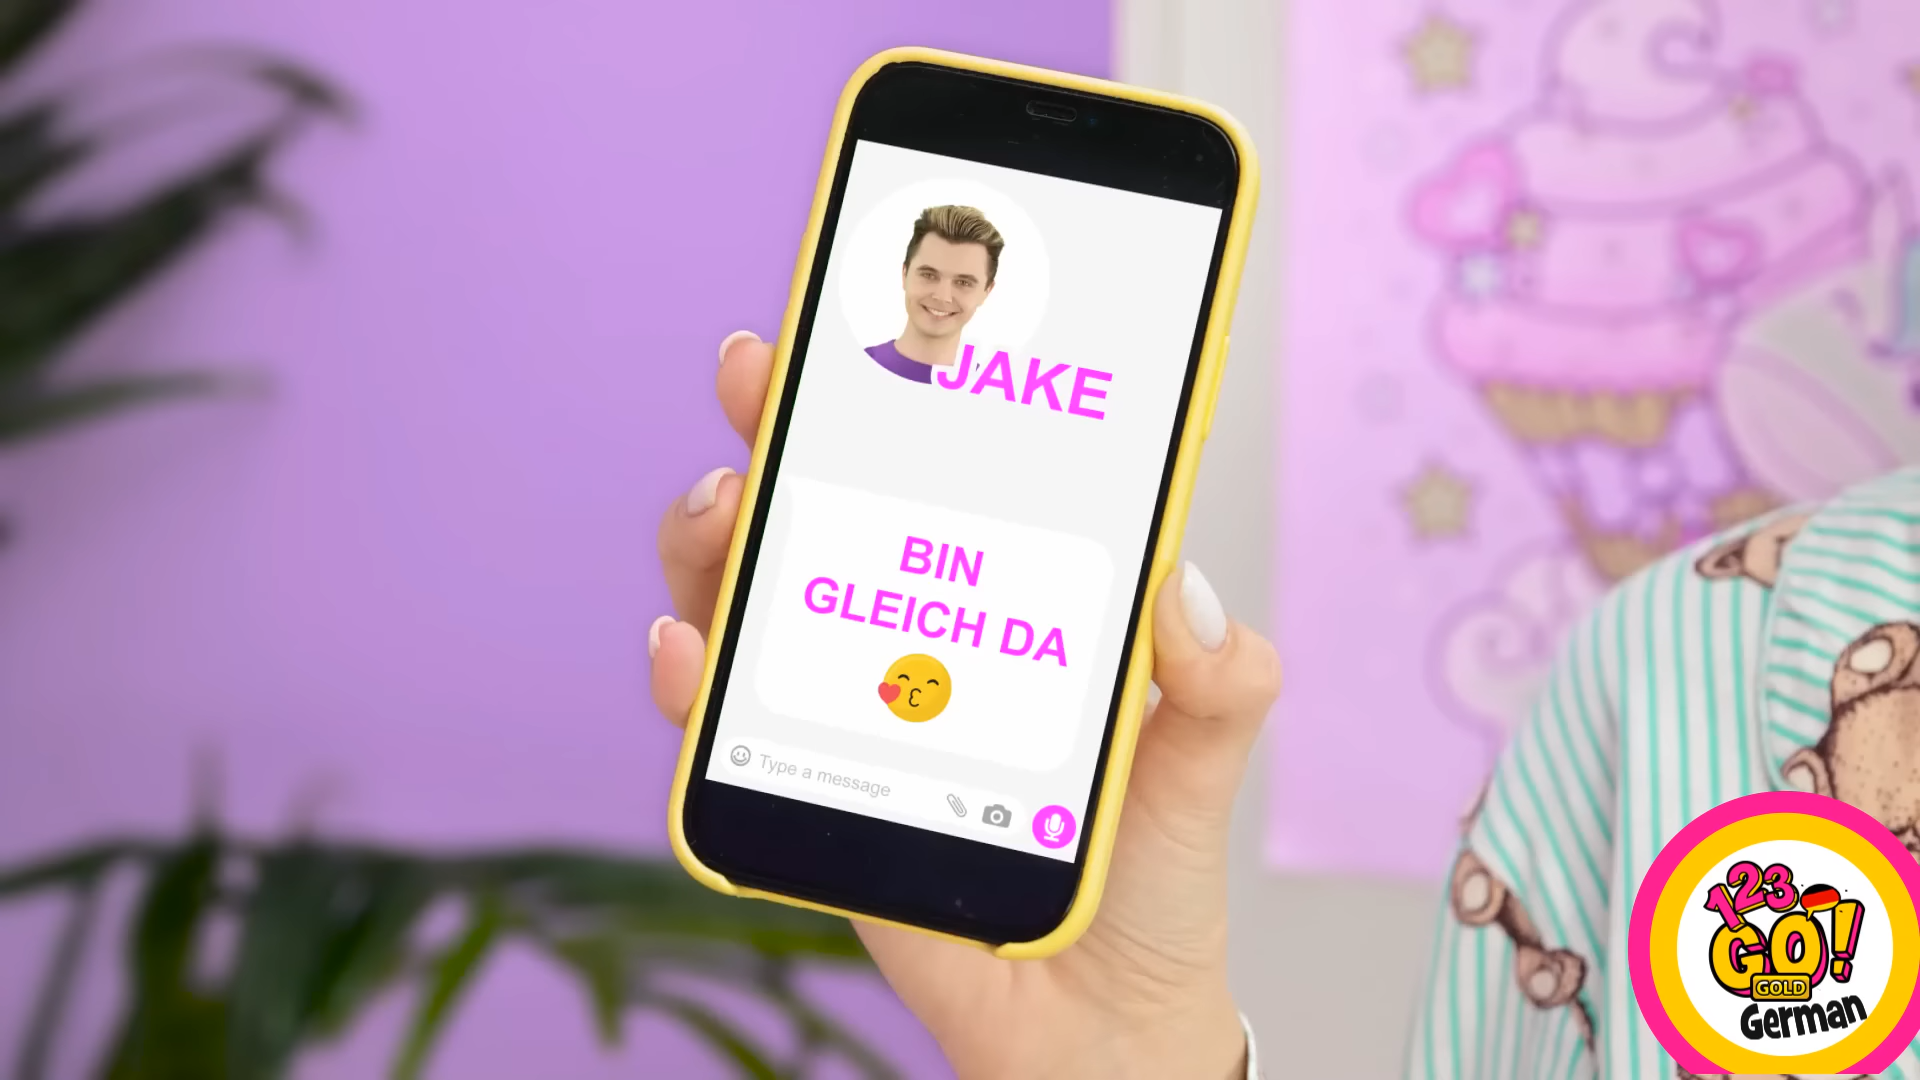 JAKE
BIN
GLEICH DA
Type a message
123
GO!
GOLD
German